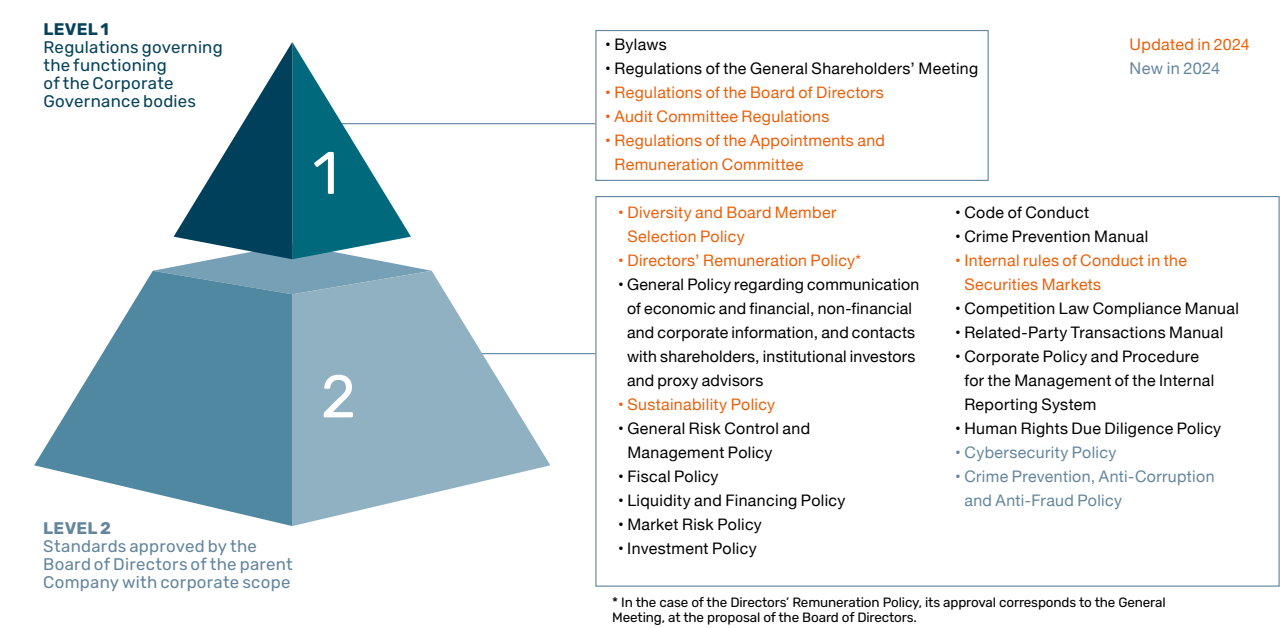 LEVEL 1
Regulations governing
the functioning
of the Corporate
Governance bodies
1
• Bylaws
• Regulations of the General Shareholders’ Meeting
• Regulations of the Board of Directors
• Audit Committee Regulations
• Regulations of the Appointments and
Remuneration Committee
Updated in 2024
New in 2024
2
LEVEL 2
Standards approved by the
Board of Directors of the parent
Company with corporate scope
• Diversity and Board Member
Selection Policy
• Directors’ Remuneration Policy*
• General Policy regarding communication
of economic and financial, non-financial
and corporate information, and contacts
with shareholders, institutional investors
and proxy advisors
• Sustainability Policy
• General Risk Control and
Management Policy
• Fiscal Policy
• Liquidity and Financing Policy
• Market Risk Policy
• Investment Policy
• Code of Conduct
• Crime Prevention Manual
• Internal rules of Conduct in the
Securities Markets
• Competition Law Compliance Manual
• Related-Party Transactions Manual
• Corporate Policy and Procedure
for the Management of the Internal
Reporting System
• Human Rights Due Diligence Policy
• Cybersecurity Policy
• Crime Prevention, Anti-Corruption
and Anti-Fraud Policy
* In the case of the Directors’ Remuneration Policy, its approval corresponds to the General
Meeting, at the proposal of the Board of Directors.